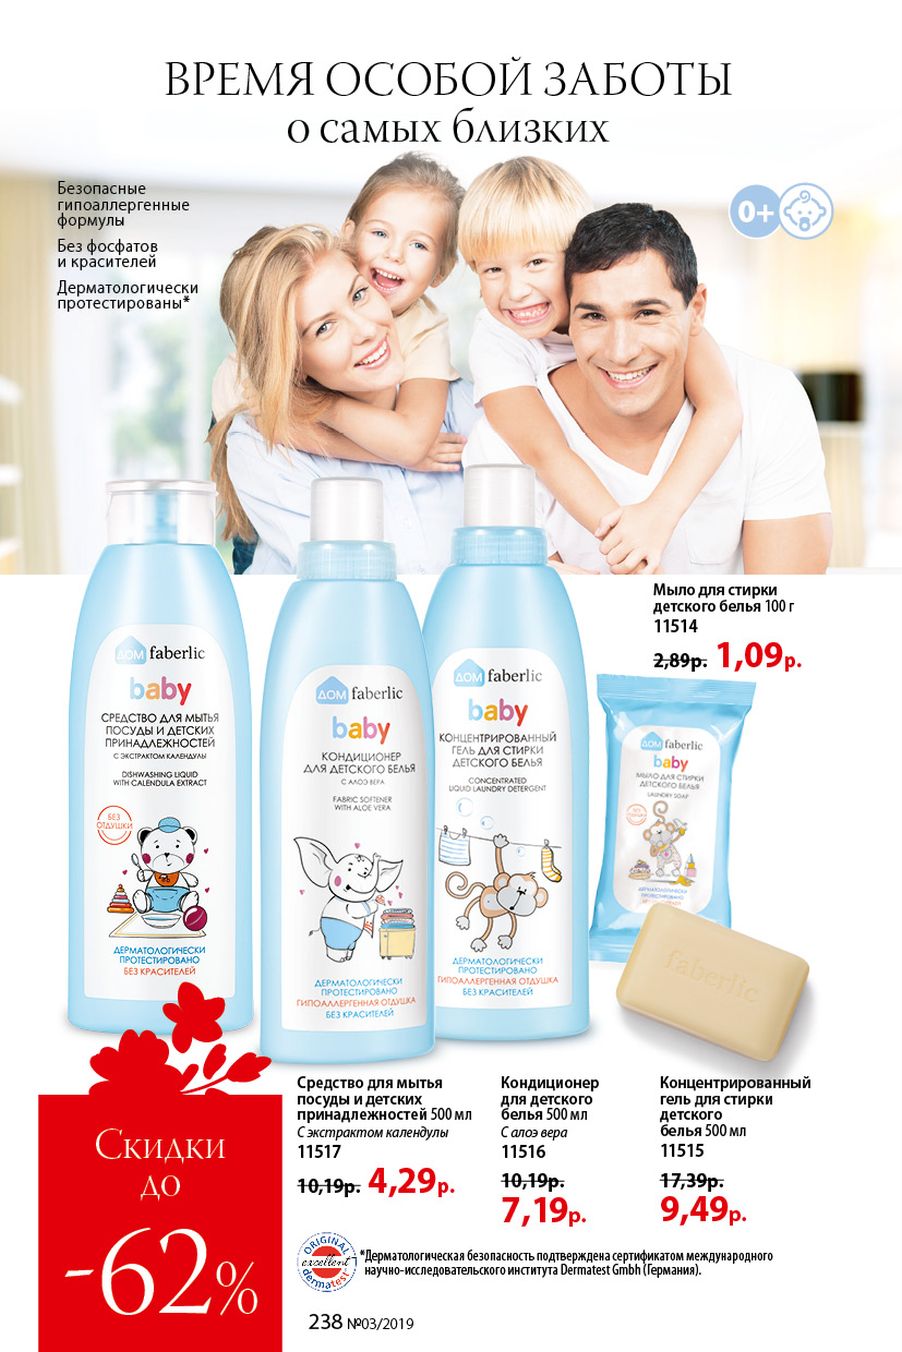 ВРЕМЯ ОСОБОЙ ЗАБОТЫ
о самых близких
Безопасные
гипоаллергенные
формулы
Без фосфатов
и красителей
Дерматологически
протестированы*
0+
Мыло для стирки
детского белья 100 г
11514
2,89р. 1,09р.
ДОМ faberlic
baby
СРЕДСТВО ДЛЯ МЫТЬЯ
ПОСУДЫ И ДЕТСКИХ
ПРИНАДЛЕЖНОСТЕЙ
С ЭКСТРАКТОМ КАЛЕНДУЛЫ
DISHWASHING LIQUID
WITH CALENDULA EXTRACT
БЕЗ
ОТДУШКИ
ДЕРМАТОЛОГИЧЕСКИ
ПРОТЕСТИРОВАНО
БЕЗ КРАСИТЕЛЕЙ
ДОМ faberlic
baby
КОНДИЦИОНЕР
ДЛЯ ДЕТСКОГО БЕЛЬЯ
С АЛОЭ ВЕРА
FABRIC SOFTENER
WITH ALOE VERA
ДЕРМАТОЛОГИЧЕСКИ
ПРОТЕСТИРОВАНО
ГИПОАЛЛЕРГЕННАЯ ОТДУШКА
БЕЗ КРАСИТЕЛЕЙ
ДОМ faberlic
baby
КОНЦЕНТРИРОВАННЫЙ
ГЕЛЬ ДЛЯ СТИРКИ
ДЕТСКОГО БЕЛЬЯ
CONCENTRATED
LIQUID LAUNDRY DETERGENT
ДЕРМАТОЛОГИЧЕСКИ
ПРОТЕСТИРОВАНО
ГИПОАЛЛЕРГЕННАЯ ОТДУШКА
БЕЗ КРАСИТЕЛЕЙ
ДОМ faberlic
baby
МЫЛО ДЛЯ СТИРКИ
ДЕТСКОГО БЕЛЬЯ
LAUNDRY SOAP
ДЕРМАТОЛОГИЧЕСКИ
ПРОТЕСТИРОВАНО
faberlic
Средство для мытья
посуды и детских
принадлежностей 500 мл
С экстрактом календулы
11517
10,19р. 4,29р.
Кондиционер
для детского
белья 500 мл
С алоэ вера
11516
10,19р.
7,19р.
Концентрированный
гель для стирки
детского
белья 500 мл
11515
17,39р.
9,49р.
Скидки
до
-62%
ORIGINAL
excellent
dermatest
*Дерматологическая безопасность подтверждена сертификатом международного
научно-исследовательского института Dermatest Gmbh (Германия).
238 №03/2019